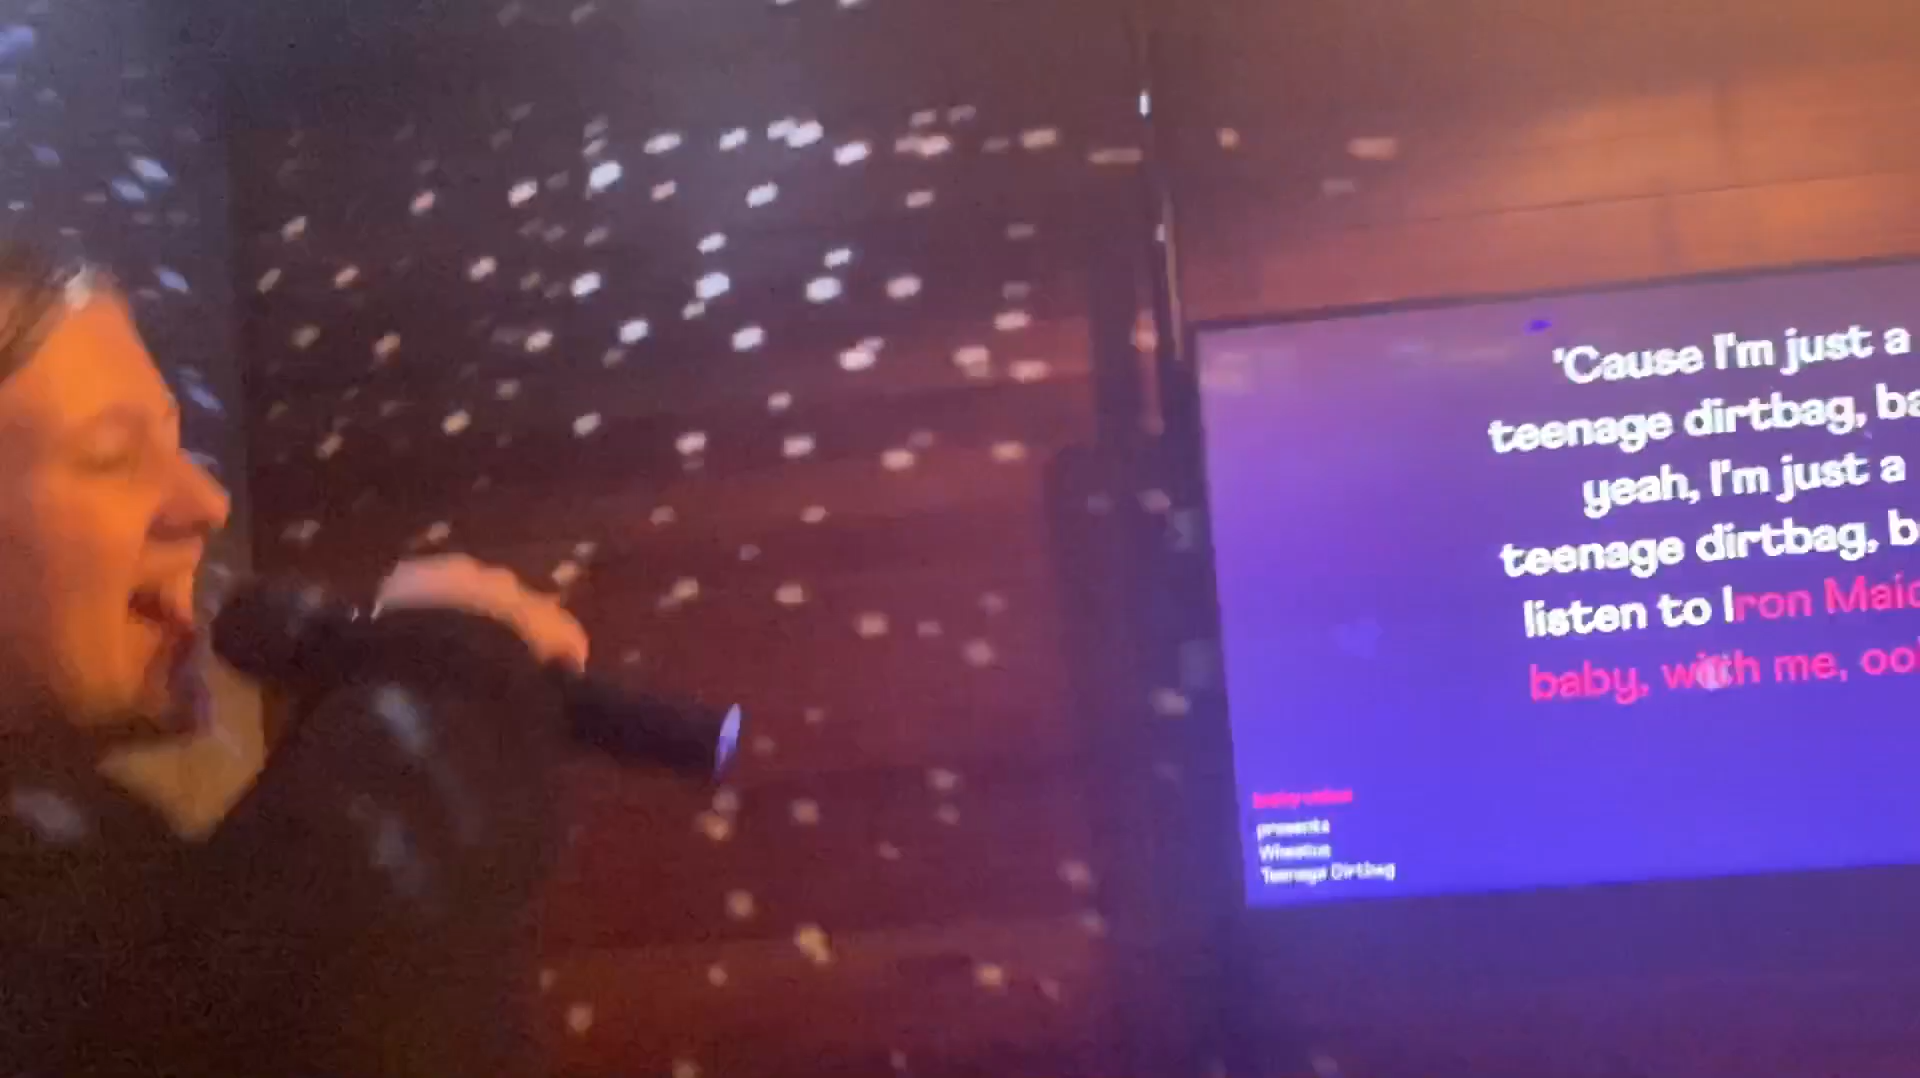 'Cause I'm just a
teenage dirtbag, ba
yeah, I'm just a
teenage dirtbag, b
listen to Iron Maid
baby, with me, ooh
presents
Wheatus
Teenage Dirtbag